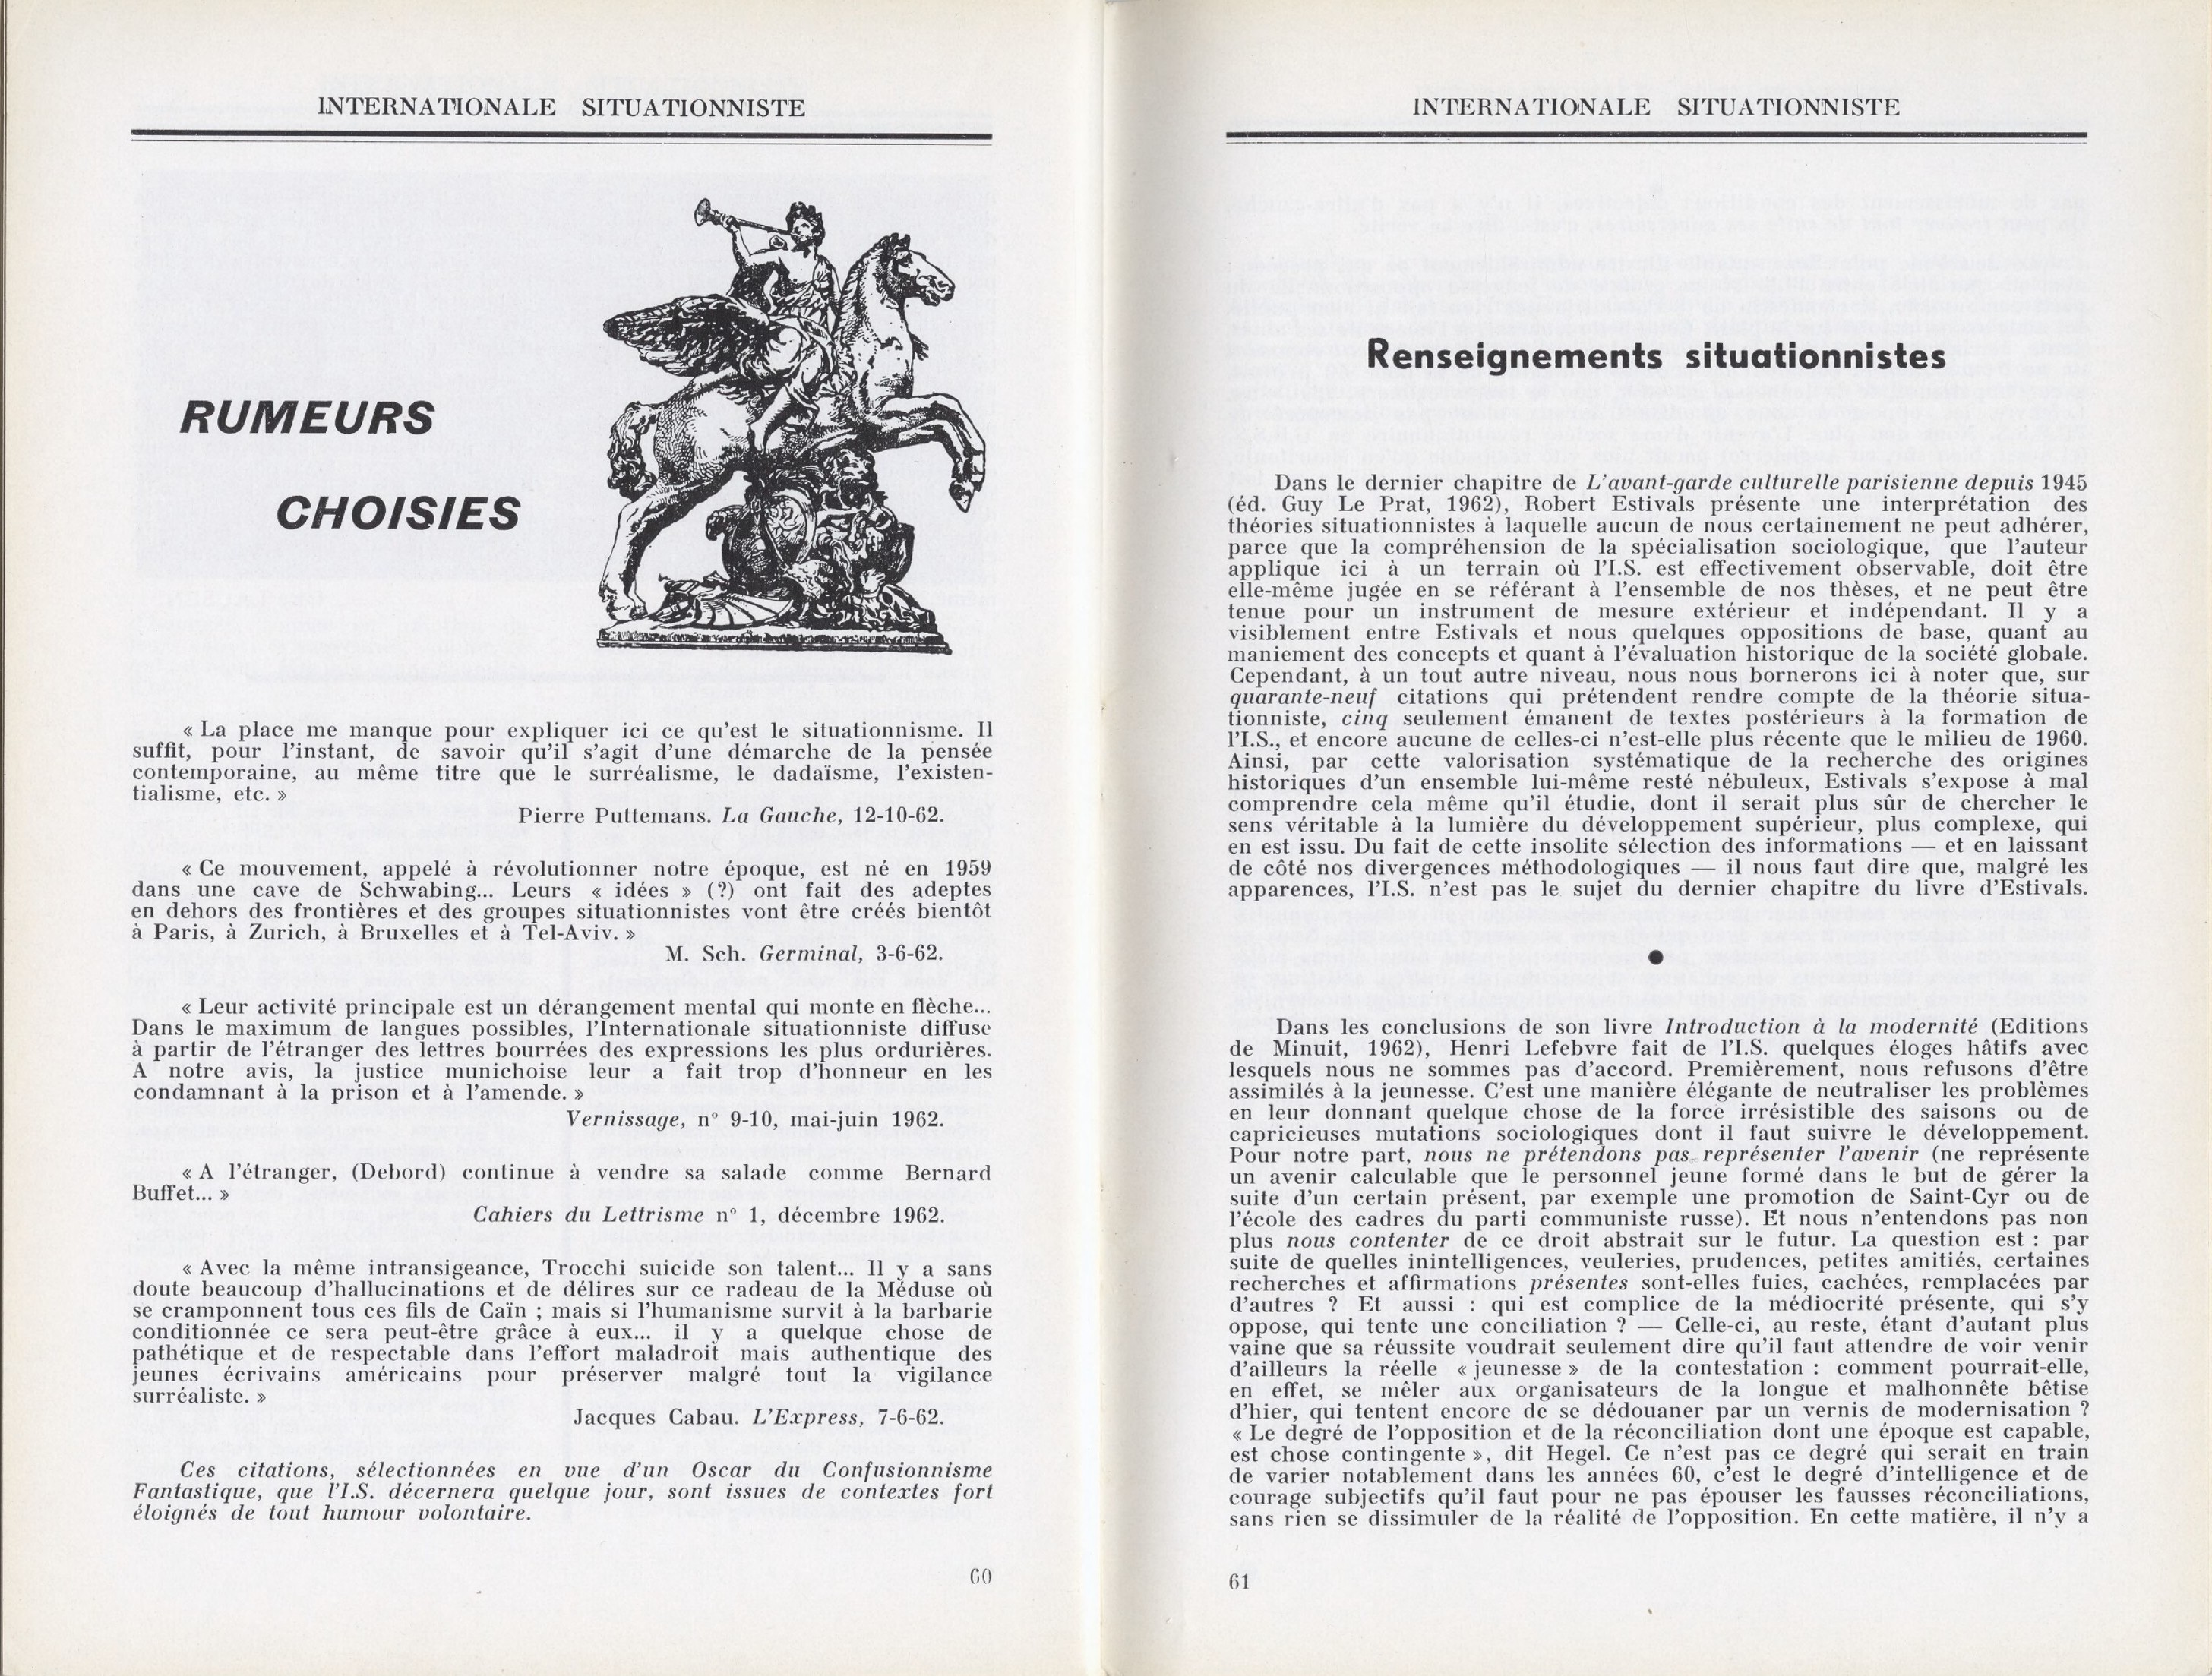 INTERNATIONALE SITUATIONNISTE
RUMEURS
CHOISIES
« La place me manque pour expliquer ici ce qu'est le situationnisme. Il
suffit, pour l'instant, de savoir qu'il s'agit d'une démarche de la pensée
contemporaine, au même titre que le surréalisme, le dadaïsme, l'existen-
tialisme, etc. »
Pierre Puttemans. La Gauche, 12-10-62.
« Ce mouvement, appelé à révolutionner notre époque, est né en 1959
dans une cave de Schwabing... Leurs « idées » (?) ont fait des adeptes
en dehors des frontières et des groupes situationnistes vont être créés bientôt
à Paris, à Zurich, à Bruxelles et à Tel-Aviv. »
M. Sch. Germinal, 3-6-62.
« Leur activité principale est un dérangement mental qui monte en flèche...
Dans le maximum de langues possibles, l'Internationale situationniste diffuse
à partir de l'étranger des lettres bourrées des expressions les plus ordurières.
A notre avis, la justice munichoise leur a fait trop d'honneur en les
condamnant à la prison et à l'amende. »
Vernissage, n° 9-10, mai-juin 1962.
« A l'étranger, (Debord) continue à vendre sa salade comme Bernard
Buffet... »
Cahiers du Lettrisme n° 1, décembre 1962.
« Avec la même intransigeance, Trocchi suicide son talent... Il y a sans
doute beaucoup d'hallucinations et de délires sur ce radeau de la Méduse où
se cramponnent tous ces fils de Caïn ; mais si l'humanisme survit à la barbarie
conditionnée ce sera peut-être grâce à eux... il y a quelque chose de
pathétique et de respectable dans l'effort maladroit mais authentique des
jeunes écrivains américains pour préserver malgré tout la vigilance
surréaliste. »
Jacques Cabau. L'Express, 7-6-62.
Ces citations, sélectionnées en vue d'un Oscar du Confusionnisme
Fantastique, que l'I.S. décernera quelque jour, sont issues de contextes fort
éloignés de tout humour volontaire.
60
INTERNATIONALE SITUATIONNISTE
Renseignements situationnistes
Dans le dernier chapitre de L'avant-garde culturelle parisienne depuis 1945
(éd. Guy Le Prat, 1962), Robert Estivals présente une interprétation des
théories situationnistes à laquelle aucun de nous certainement ne peut adhérer,
parce que la compréhension de la spécialisation sociologique, que l'auteur
applique ici à un terrain où l'I.S. est effectivement observable, doit être
elle-même jugée en se référant à l'ensemble de nos thèses, et ne peut être
tenue pour un instrument de mesure extérieur et indépendant. Il y a
visiblement entre Estivals et nous quelques oppositions de base, quant au
maniement des concepts et quant à l'évaluation historique de la société globale.
Cependant, à un tout autre niveau, nous nous bornerons ici à noter que, sur
quarante-neuf citations qui prétendent rendre compte de la théorie situa-
tionniste, cinq seulement émanent de textes postérieurs à la formation de
l'I.S., et encore aucune de celles-ci n'est-elle plus récente que le milieu de 1960.
Ainsi, par cette valorisation systématique de la recherche des origines
historiques d'un ensemble lui-même resté nébuleux, Estivals s'expose à mal
comprendre cela même qu'il étudie, dont il serait plus sûr de chercher le
sens véritable à la lumière du développement supérieur, plus complexe, qui
en est issu. Du fait de cette insolite sélection des informations — et en laissant
de côté nos divergences méthodologiques — il nous faut dire que, malgré les
apparences, l'I.S. n'est pas le sujet du dernier chapitre du livre d'Estivals.
●
Dans les conclusions de son livre Introduction à la modernité (Editions
de Minuit, 1962), Henri Lefebvre fait de l'I.S. quelques éloges hâtifs avec
lesquels nous ne sommes pas d'accord. Premièrement, nous refusons d'être
assimilés à la jeunesse. C'est une manière élégante de neutraliser les problèmes
en leur donnant quelque chose de la force irrésistible des saisons ou de
capricieuses mutations sociologiques dont il faut suivre le développement.
Pour notre part, nous ne prétendons pas représenter l'avenir (ne représente
un avenir calculable que le personnel jeune formé dans le but de gérer la
suite d'un certain présent, par exemple une promotion de Saint-Cyr ou de
l'école des cadres du parti communiste russe). Et nous n'entendons pas non
plus nous contenter de ce droit abstrait sur le futur. La question est : par
suite de quelles inintelligences, veuleries, prudences, petites amitiés, certaines
recherches et affirmations présentes sont-elles fuies, cachées, remplacées par
d'autres ? Et aussi : qui est complice de la médiocrité présente, qui s'y
oppose, qui tente une conciliation ? — Celle-ci, au reste, étant d'autant plus
vaine que sa réussite voudrait seulement dire qu'il faut attendre de voir venir
d'ailleurs la réelle « jeunesse » de la contestation : comment pourrait-elle,
en effet, se mêler aux organisateurs de la longue et malhonnête bêtise
d'hier, qui tentent encore de se dédouaner par un vernis de modernisation ?
« Le degré de l'opposition et de la réconciliation dont une époque est capable,
est chose contingente », dit Hegel. Ce n'est pas ce degré qui serait en train
de varier notablement dans les années 60, c'est le degré d'intelligence et de
courage subjectifs qu'il faut pour ne pas épouser les fausses réconciliations,
sans rien se dissimuler de la réalité de l'opposition. En cette matière, il n'y a
61